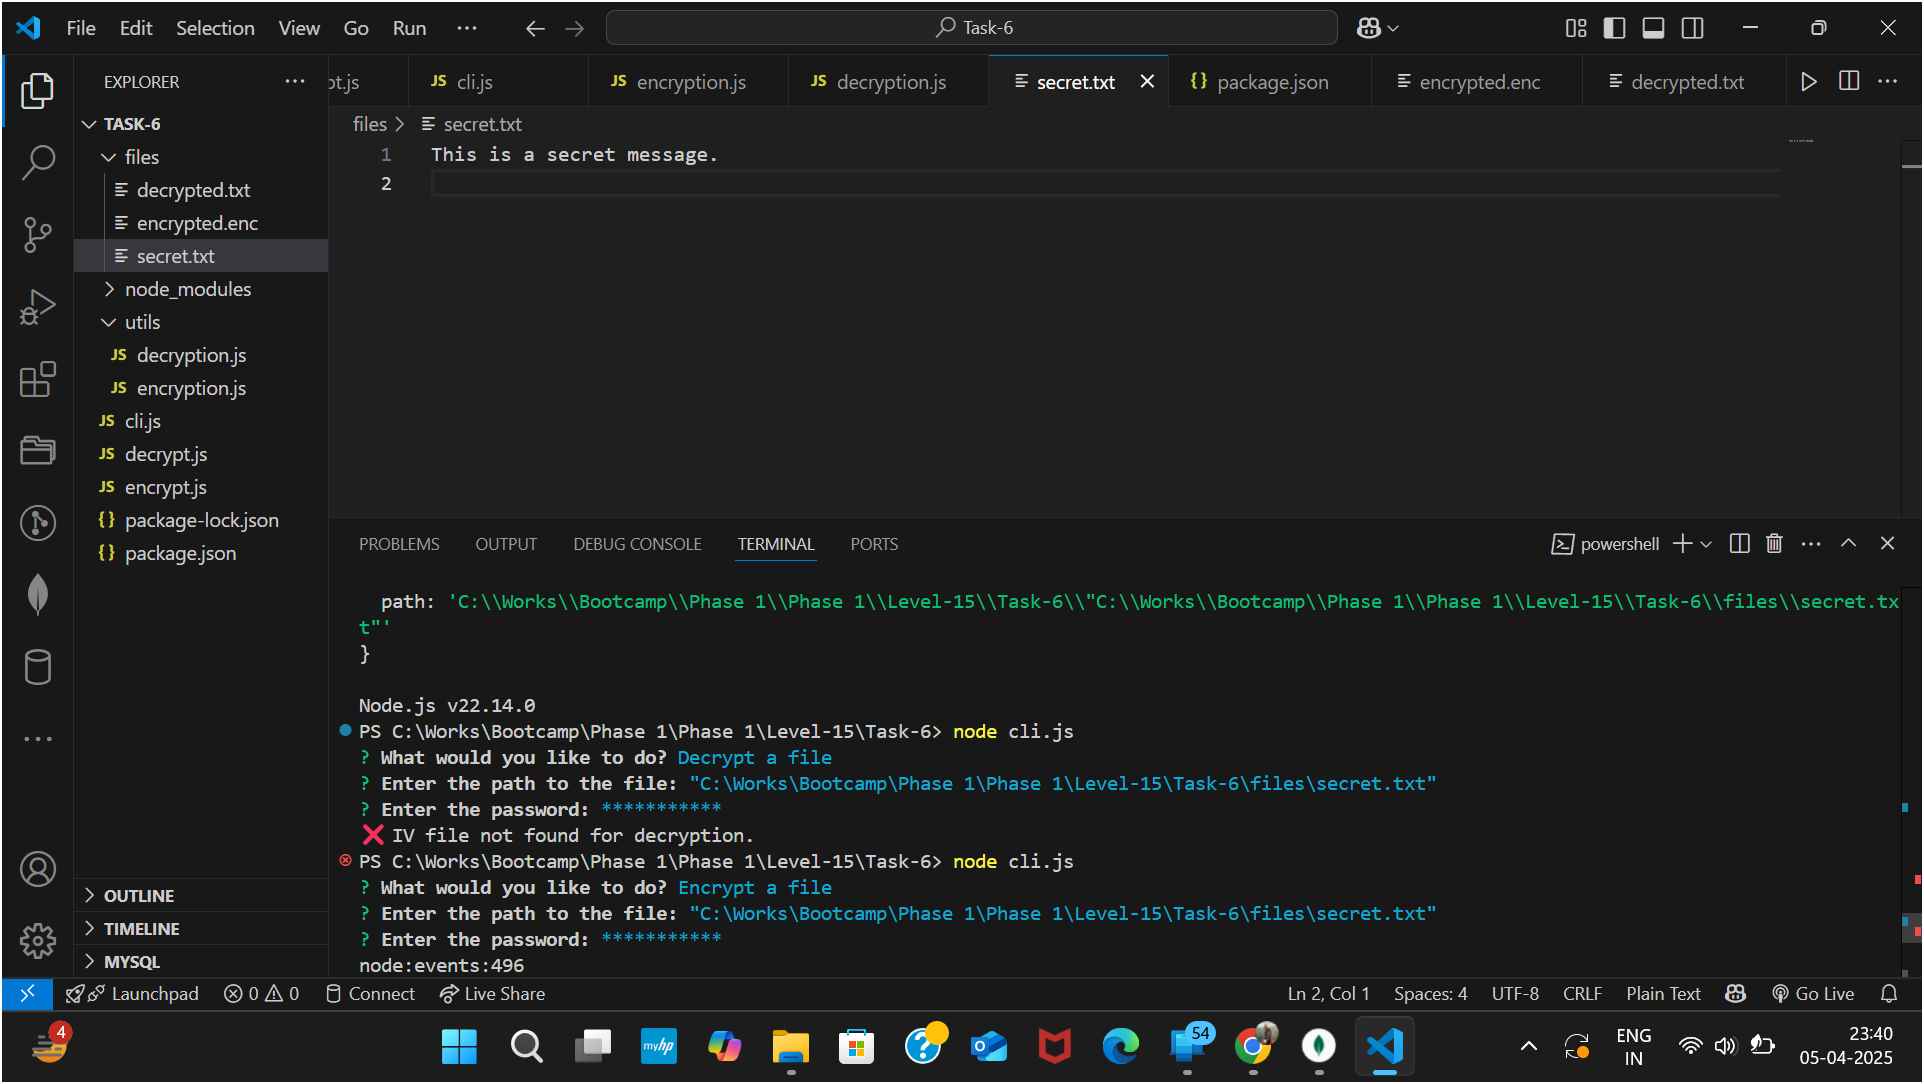 File Edit Selection View Go Run ··· Task-6
EXPLORER ···
TASK-6
files
decrypted.txt
encrypted.enc
secret.txt
node_modules
utils
JS decryption.js
JS encryption.js
JS cli.js
JS decrypt.js
JS encrypt.js
{} package-lock.json
{} package.json
OUTLINE
TIMELINE
MYSQL
pt.js JS cli.js JS encryption.js JS decryption.js secret.txt {} package.json encrypted.enc decrypted.txt ···
files > secret.txt
1 This is a secret message.
2
PROBLEMS OUTPUT DEBUG CONSOLE TERMINAL PORTS powershell ···
path: 'C:\\Works\\Bootcamp\\Phase 1\\Phase 1\\Level-15\\Task-6\\"C:\\Works\\Bootcamp\\Phase 1\\Phase 1\\Level-15\\Task-6\\files\\secret.tx
t"'
}
Node.js v22.14.0
PS C:\Works\Bootcamp\Phase 1\Phase 1\Level-15\Task-6> node cli.js
? What would you like to do? Decrypt a file
? Enter the path to the file: "C:\Works\Bootcamp\Phase 1\Phase 1\Level-15\Task-6\files\secret.txt"
? Enter the password: ***********
❌ IV file not found for decryption.
PS C:\Works\Bootcamp\Phase 1\Phase 1\Level-15\Task-6> node cli.js
? What would you like to do? Encrypt a file
? Enter the path to the file: "C:\Works\Bootcamp\Phase 1\Phase 1\Level-15\Task-6\files\secret.txt"
? Enter the password: ***********
node:events:496
Launchpad 0 0 Connect Live Share Ln 2, Col 1 Spaces: 4 UTF-8 CRLF Plain Text Go Live
4 myhp 54 ENG
IN
23:40
05-04-2025